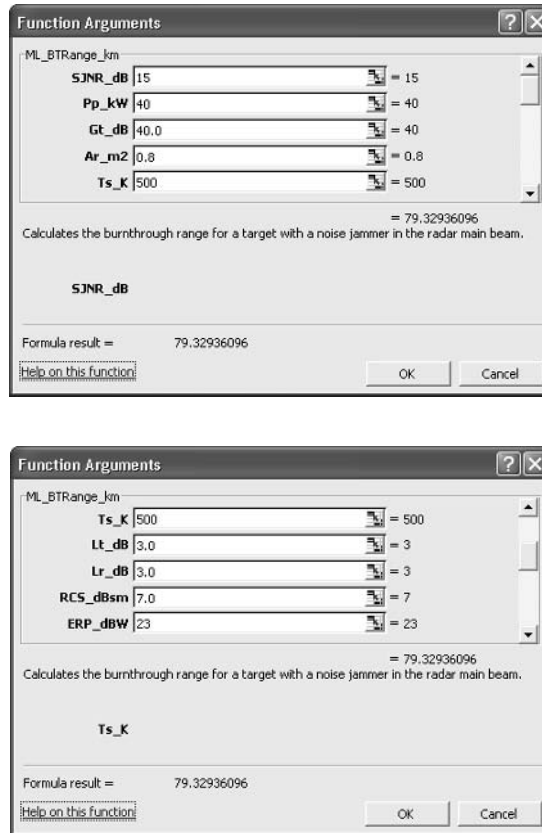 Function Arguments
ML_BTRange_km
SJNR_dB 15 = 15
Pp_kW 40 = 40
Gt_dB 40.0 = 40
Ar_m2 0.8 = 0.8
Ts_K 500 = 500
= 79.32936096
Calculates the burnthrough range for a target with a noise jammer in the radar main beam.
SJNR_dB
Formula result = 79.32936096
Help on this function OK Cancel
Function Arguments
ML_BTRange_km
Ts_K 500 = 500
Lt_dB 3.0 = 3
Lr_dB 3.0 = 3
RCS_dBsm 7.0 = 7
ERP_dBW 23 = 23
= 79.32936096
Calculates the burnthrough range for a target with a noise jammer in the radar main beam.
Ts_K
Formula result = 79.32936096
Help on this function OK Cancel